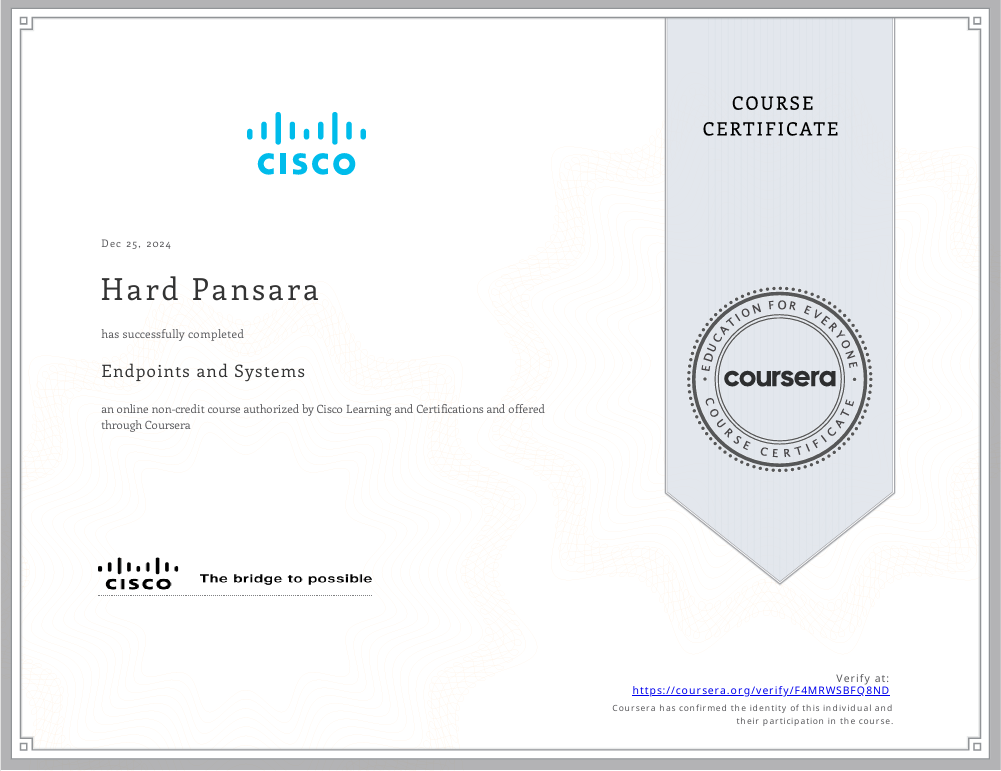 COURSE
CERTIFICATE
CISCO
Dec 25, 2024
Hard Pansara
has successfully completed
Endpoints and Systems
an online non-credit course authorized by Cisco Learning and Certifications and offered
through Coursera
EDUCATION FOR EVERYONE
coursera
COURSE CERTIFICATE
CISCO The bridge to possible
Verify at:
https://coursera.org/verify/F4MRWSBFQ8ND
Coursera has confirmed the identity of this individual and
their participation in the course.